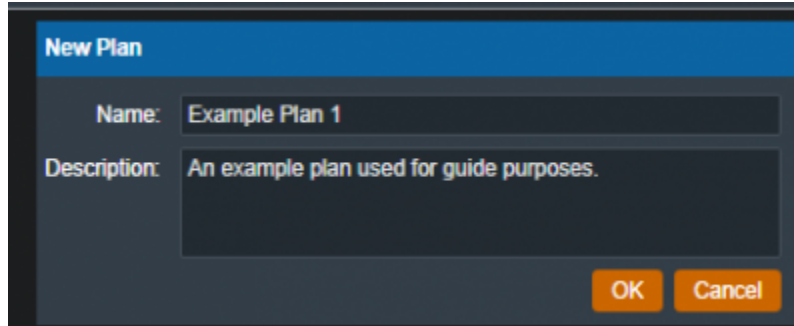 New Plan
Name: Example Plan 1
Description: An example plan used for guide purposes.
OK Cancel